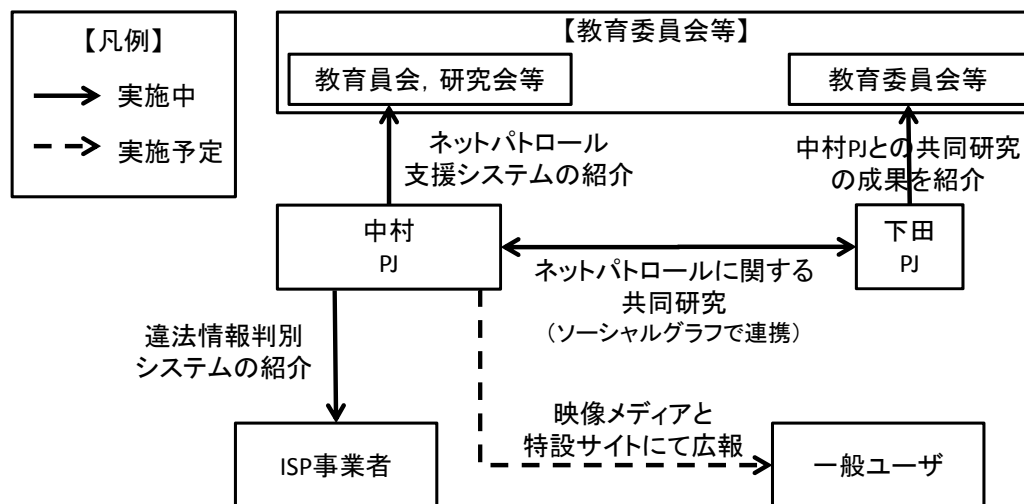 【凡例】
実施中
実施予定
【教育委員会等】
教育員会, 研究会等
教育委員会等
ネットパトロール
支援システムの紹介
中村PJとの共同研究
の成果を紹介
中村
PJ
下田
PJ
ネットパトロールに関する
共同研究
（ソーシャルグラフで連携）
違法情報判別
システムの紹介
映像メディアと
特設サイトにて広報
ISP事業者
一般ユーザ